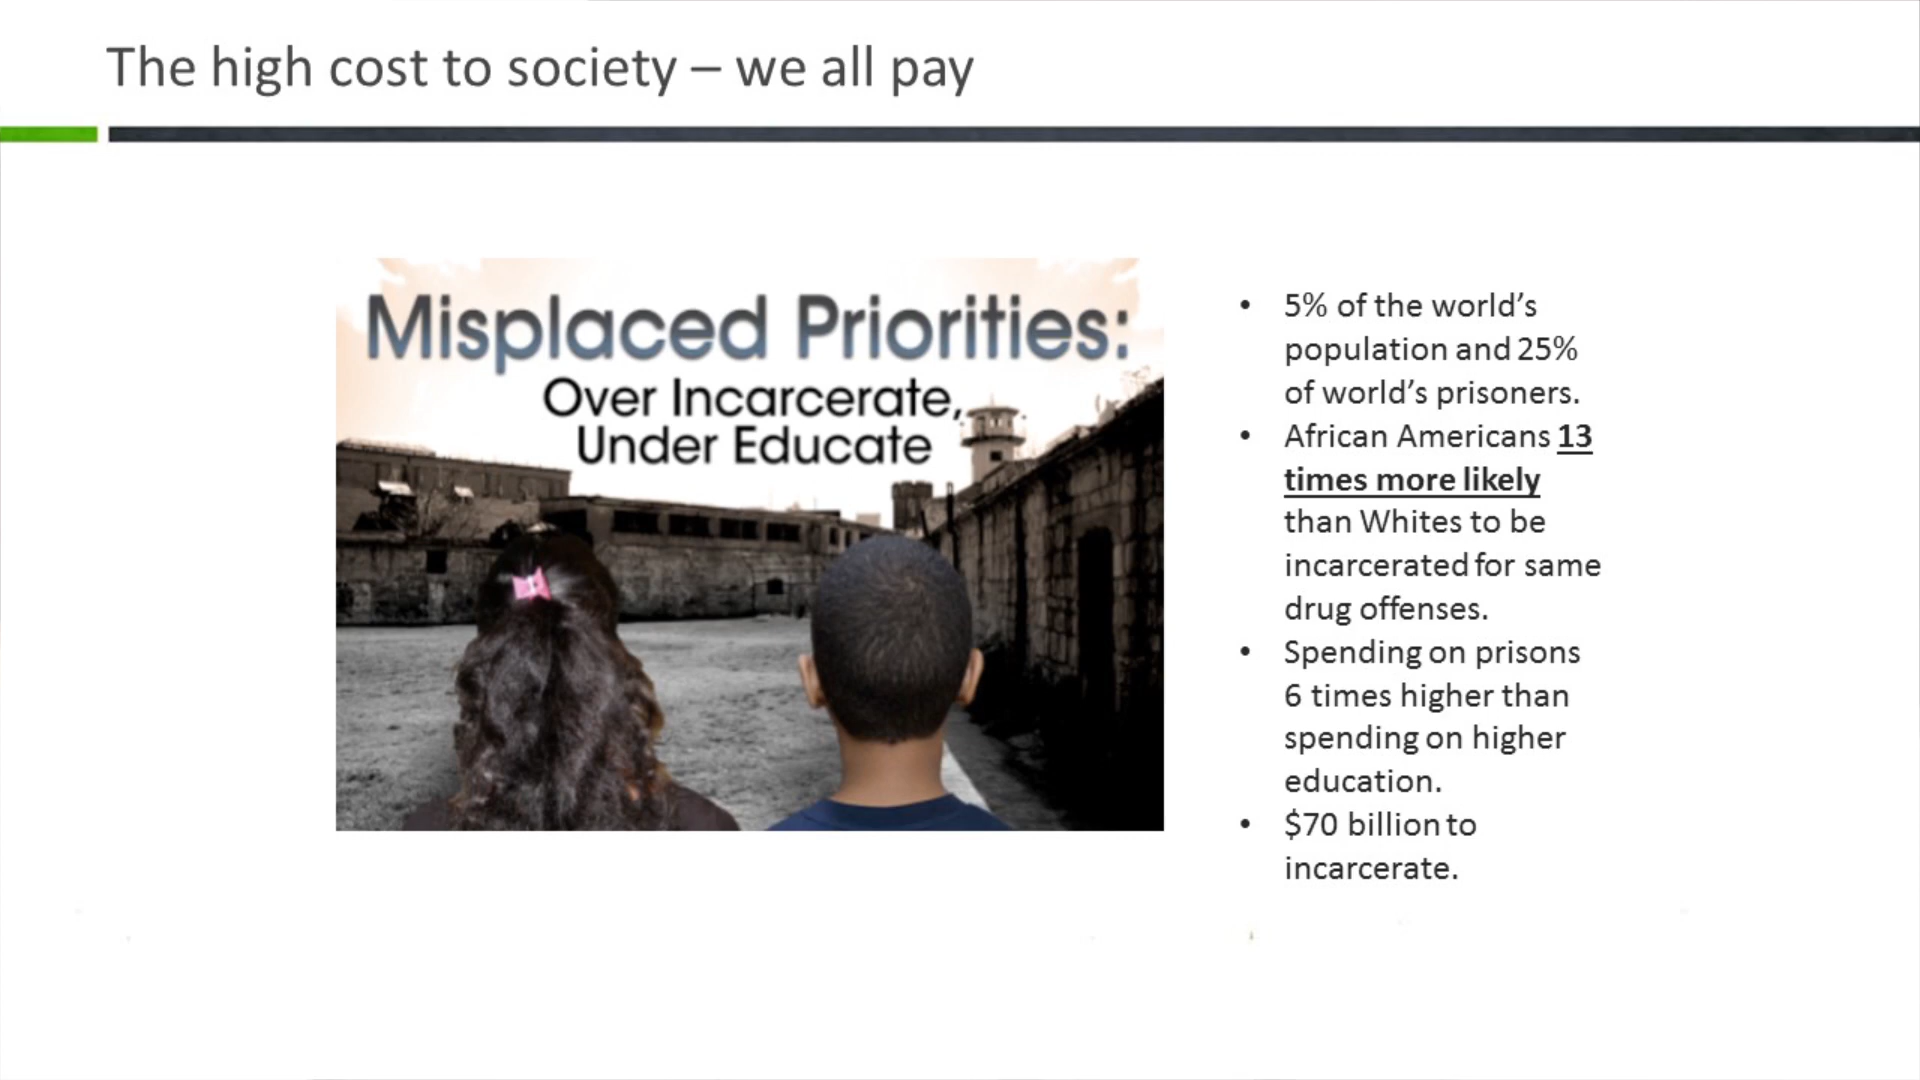 The high cost to society – we all pay
Misplaced Priorities:
Over Incarcerate,
Under Educate
• 5% of the world’s
population and 25%
of world’s prisoners.
• African Americans 13
times more likely
than Whites to be
incarcerated for same
drug offenses.
• Spending on prisons
6 times higher than
spending on higher
education.
• $70 billion to
incarcerate.